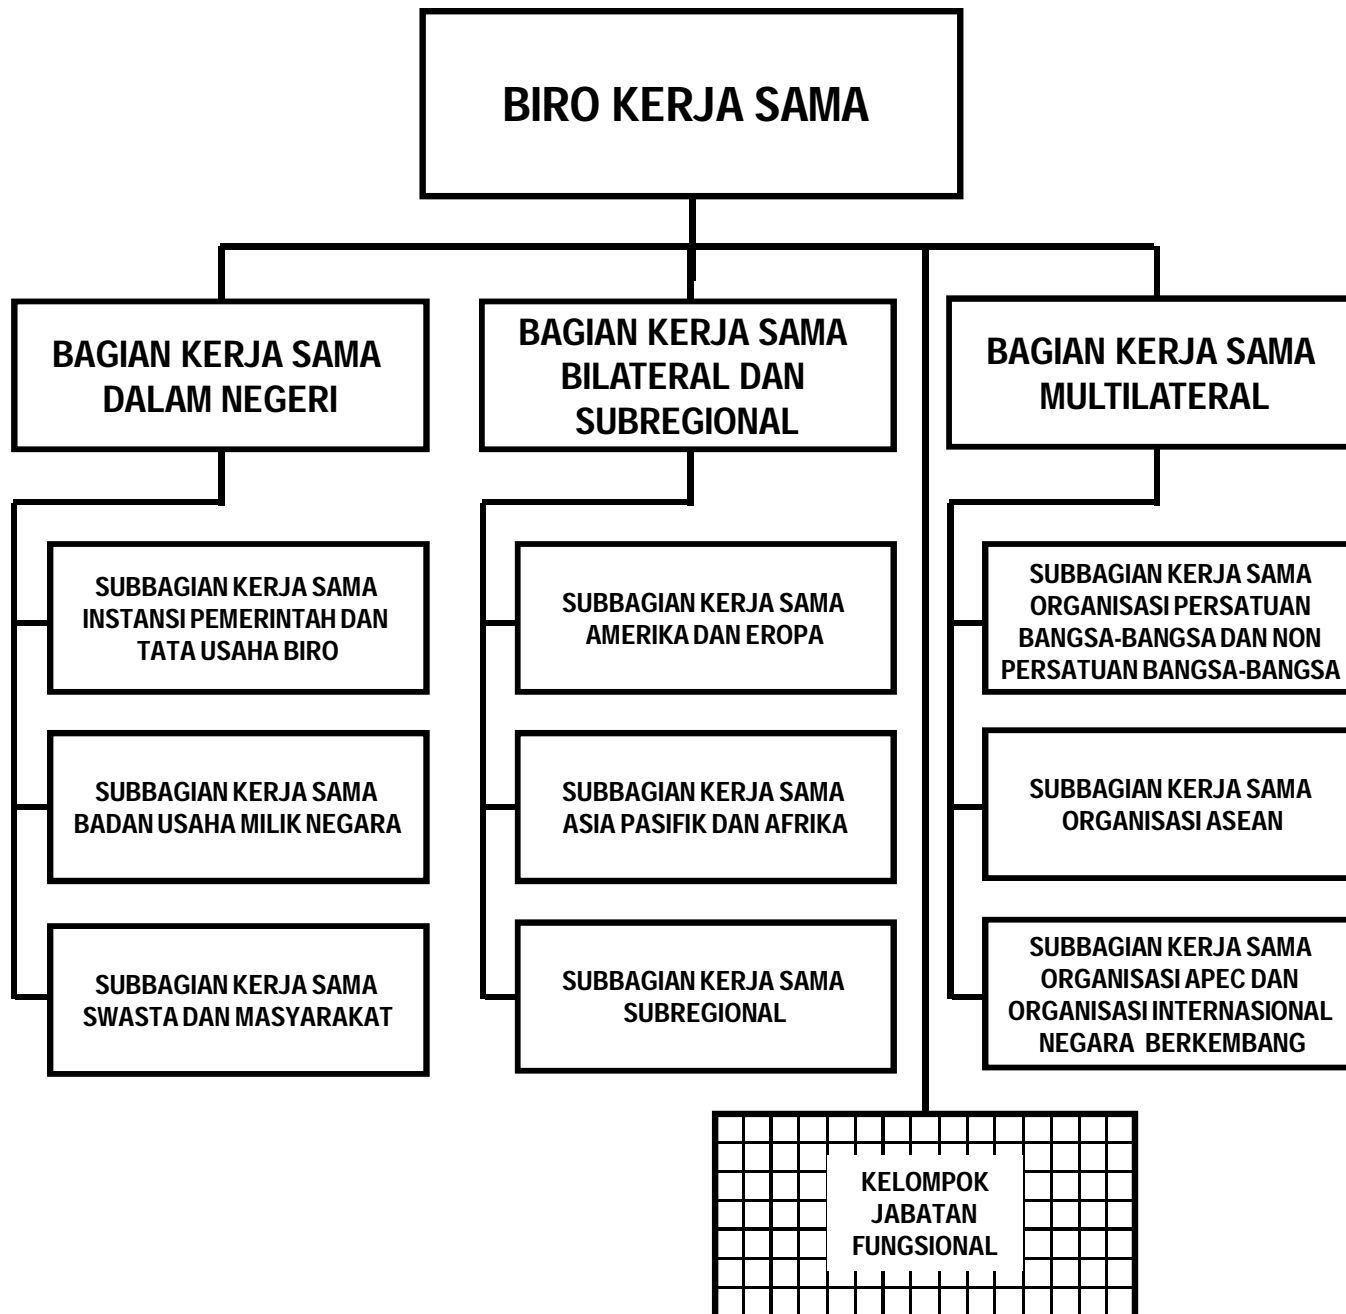 BIRO KERJA SAMA
BAGIAN KERJA SAMA
DALAM NEGERI
BAGIAN KERJA SAMA
BILATERAL DAN
SUBREGIONAL
BAGIAN KERJA SAMA
MULTILATERAL
SUBBAGIAN KERJA SAMA
INSTANSI PEMERINTAH DAN
TATA USAHA BIRO
SUBBAGIAN KERJA SAMA
BADAN USAHA MILIK NEGARA
SUBBAGIAN KERJA SAMA
SWASTA DAN MASYARAKAT
SUBBAGIAN KERJA SAMA
AMERIKA DAN EROPA
SUBBAGIAN KERJA SAMA
ASIA PASIFIK DAN AFRIKA
SUBBAGIAN KERJA SAMA
SUBREGIONAL
SUBBAGIAN KERJA SAMA
ORGANISASI PERSATUAN
BANGSA-BANGSA DAN NON
PERSATUAN BANGSA-BANGSA
SUBBAGIAN KERJA SAMA
ORGANISASI ASEAN
SUBBAGIAN KERJA SAMA
ORGANISASI APEC DAN
ORGANISASI INTERNASIONAL
NEGARA BERKEMBANG
KELOMPOK
JABATAN
FUNGSIONAL